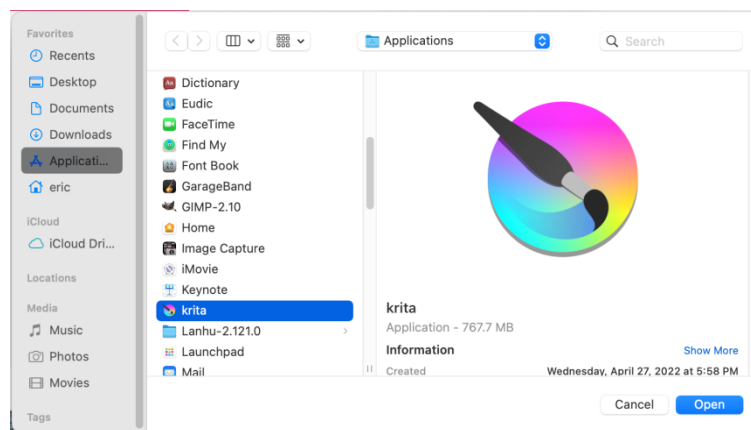 Favorites
Recents
Desktop
Documents
Downloads
Applicati...
eric
iCloud
iCloud Dri...
Locations
Media
Music
Photos
Movies
Tags
Applications
Search
Dictionary
Eudic
FaceTime
Find My
Font Book
GarageBand
GIMP-2.10
Home
Image Capture
iMovie
Keynote
krita
Lanhu-2.121.0
Launchpad
Mail
krita
Application - 767.7 MB
Information Show More
Created Wednesday, April 27, 2022 at 5:58 PM
Cancel Open